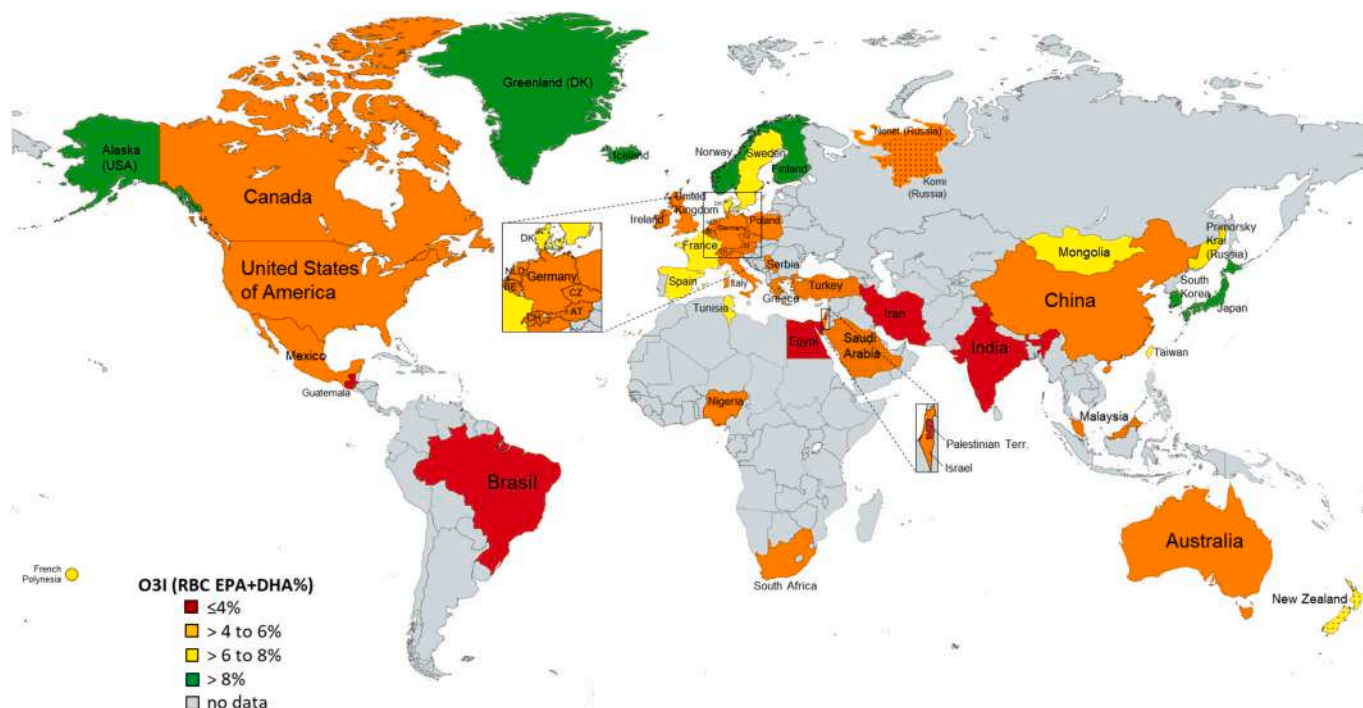 Greenland (DK)
Alaska
(USA)
Iceland
Canada
Norway
Sweden
Finland
Nenet (Russia)
Komi
(Russia)
United
Kingdom
Ireland
Poland
Germany
France
Serbia
Spain
Italy
Greece
Turkey
DK
NLD
BE
Germany
CZ
AT
CH
United States
of America
Mexico
Guatemala
Tunisia
Egypt
Iran
Saudi
Arabia
India
Mongolia
Primorsky
Krai
(Russia)
China
South
Korea
Japan
Taiwan
Nigeria
Malaysia
Palestinian Terr.
Israel
Brasil
South Africa
Australia
New Zealand
French
Polynesia
O3I (RBC EPA+DHA%)
≤4%
> 4 to 6%
> 6 to 8%
> 8%
no data